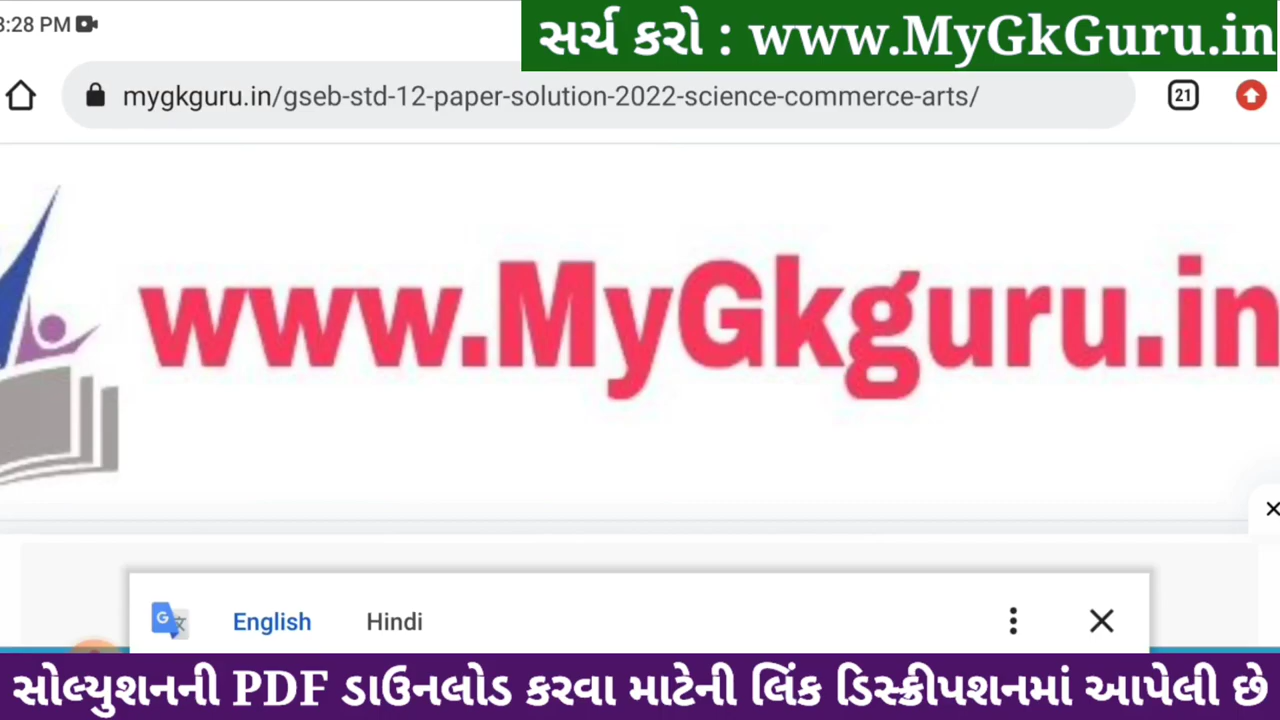 3:28 PM
સર્ચ કરો : www.MyGkGuru.in
mygkguru.in/gseb-std-12-paper-solution-2022-science-commerce-arts/
21
www.MyGkguru.in
G
English Hindi
સોલ્યુશનની PDF ડાઉનલોડ કરવા માટેની લિંક ડિસ્ક્રીપશનમાં આપેલી છે